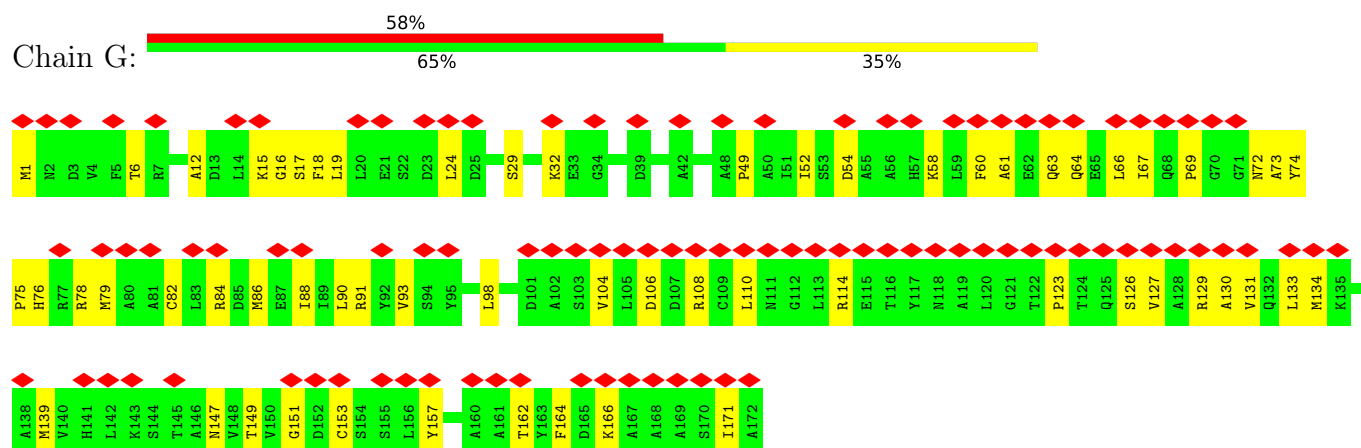 58%
Chain G:
65% 35%
M1 N2 D3 V4 F5 T6 R7 A12 D13 L14 K15 G16 S17 F18 L19 L20 E21 S22 D23 L24 D25 S29 K32 E33 G34 D39 A42 A48 P49 A50 I51 I52 S53 D54 A55 A56 H57 K58 L59 F60 A61 E62 Q63 Q64 E65 L66 I67 Q68 P69 G70 G71 N72 A73 Y74
P75 H76 R77 R78 M79 A80 A81 C82 L83 R84 D85 M86 E87 I88 I89 L90 R91 Y92 V93 S94 Y95 L98 D101 A102 S103 V104 L105 D106 D107 R108 C109 L110 N111 G112 L113 R114 E115 T116 Y117 N118 A119 L120 G121 T122 P123 T124 Q125 S126 V127 A128 R129 A130 V131 Q132 L133 M134 K135
A138 M139 V140 H141 L142 K143 S144 T145 A146 N147 V148 T149 V150 G151 D152 C153 S154 S155 L156 Y157 A160 A161 T162 Y163 F164 D165 K166 A167 A168 A169 S170 I171 A172